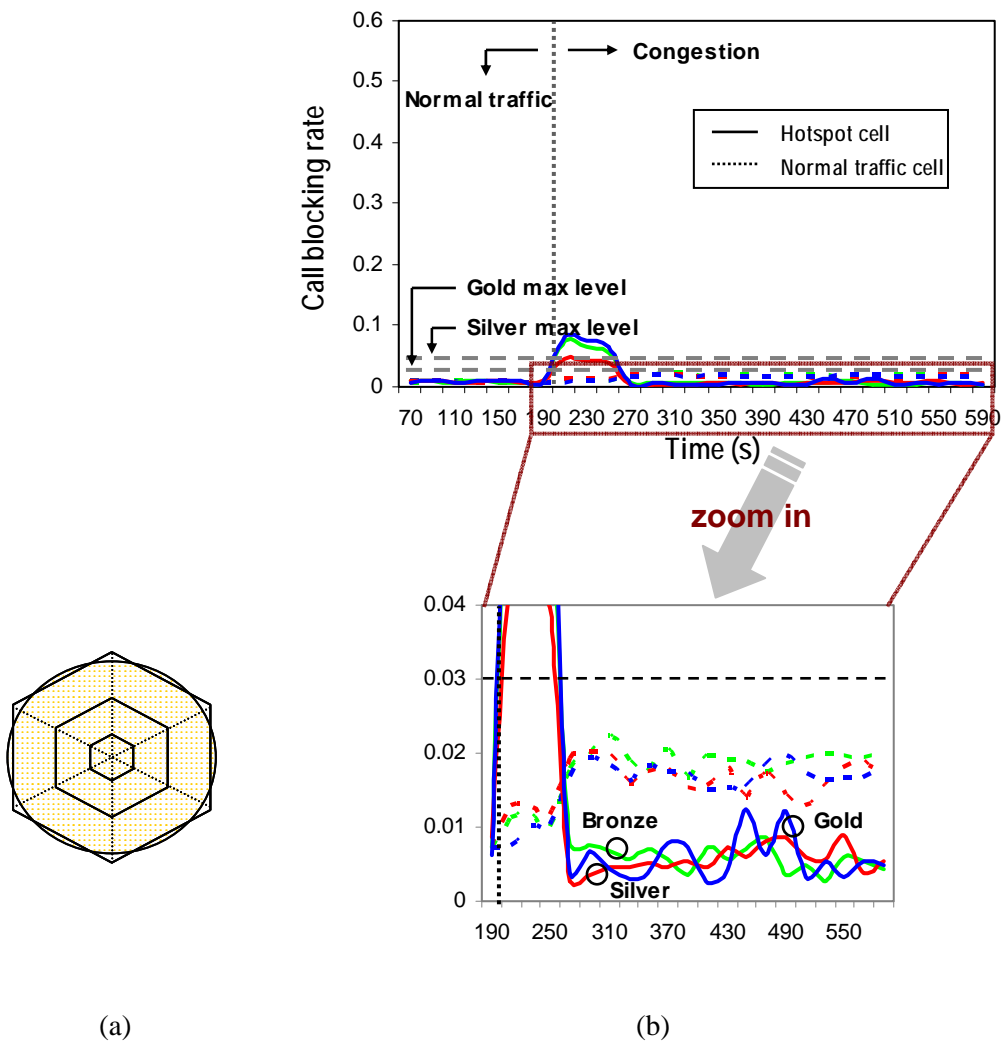 0.6
0.5
0.4
0.3
0.2
0.1
0
Call blocking rate
Congestion
Normal traffic
Hotspot cell
Normal traffic cell
Gold max level
Silver max level
70 110 150 190 230 270 310 350 390 430 470 510 550 590
Time (s)
zoom in
0.04
0.03
0.02
0.01
0
Bronze
Gold
Silver
190 250 310 370 430 490 550
(a)
(b)